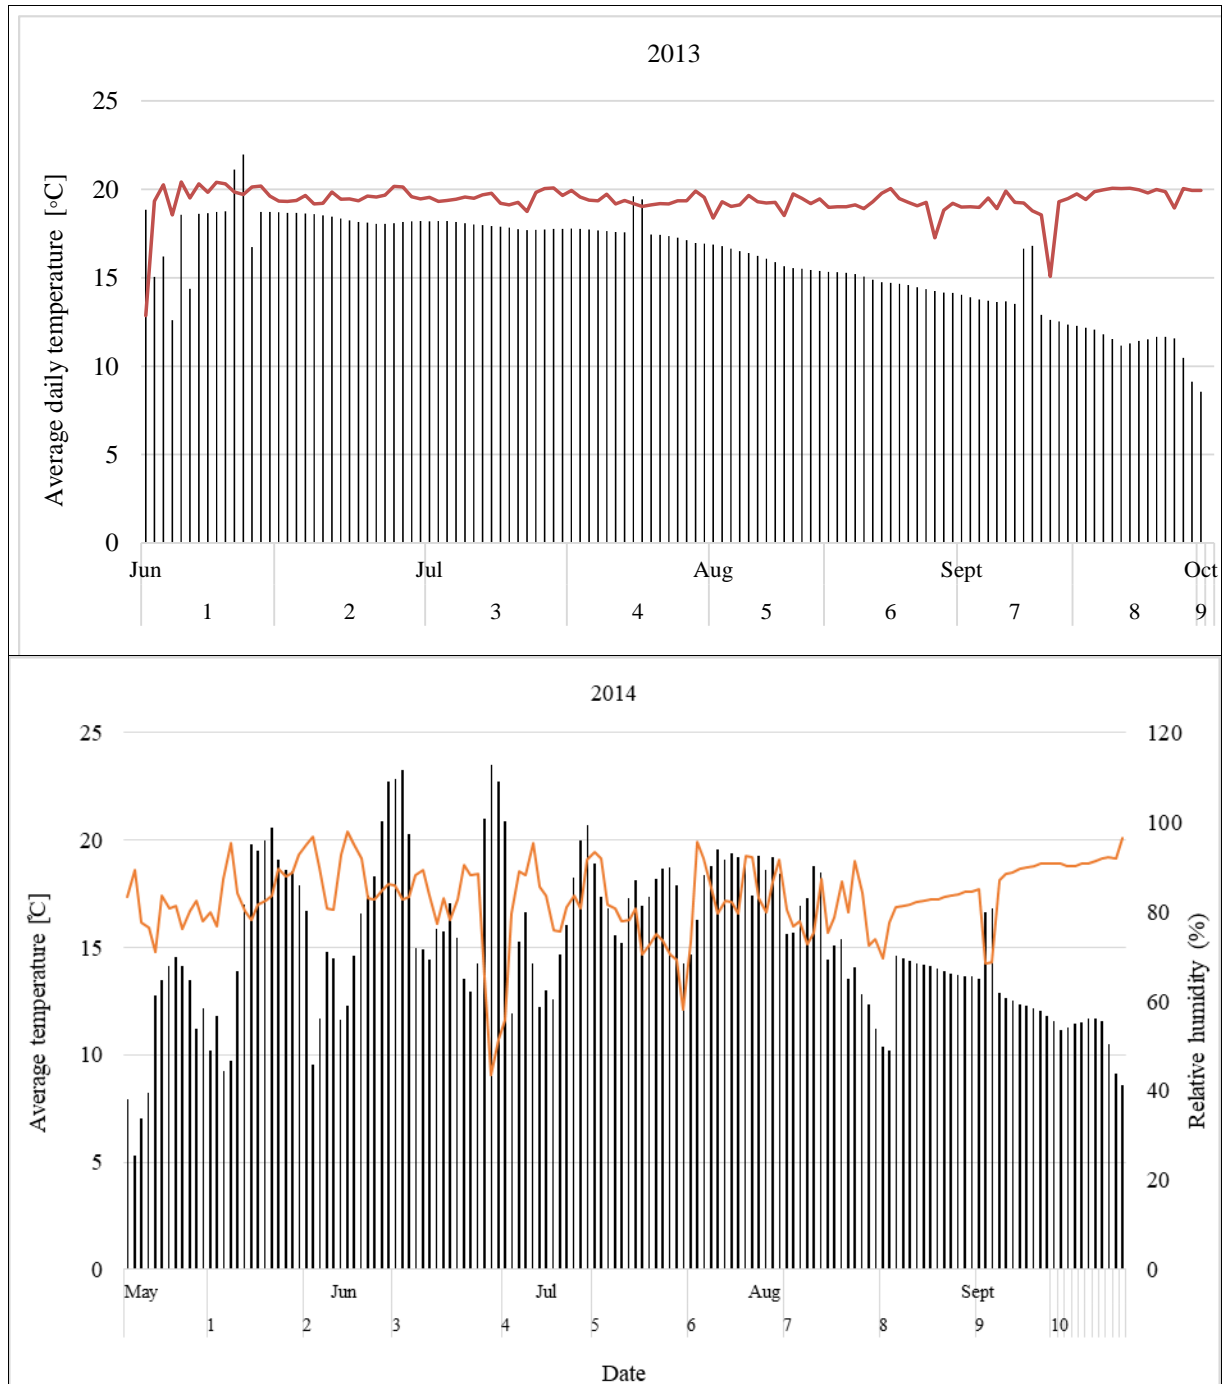 2013
25
20
15
10
5
0
Average daily temperature [◦C]
Jun Jul Aug Sept Oct
1 2 3 4 5 6 7 8 9
2014
25 120
20 100
15 80
10 60
5 40
0 20
0
Average temperature [̊C]
Relative humidity (%)
May Jun Jul Aug Sept
1 2 3 4 5 6 7 8 9 10
Date